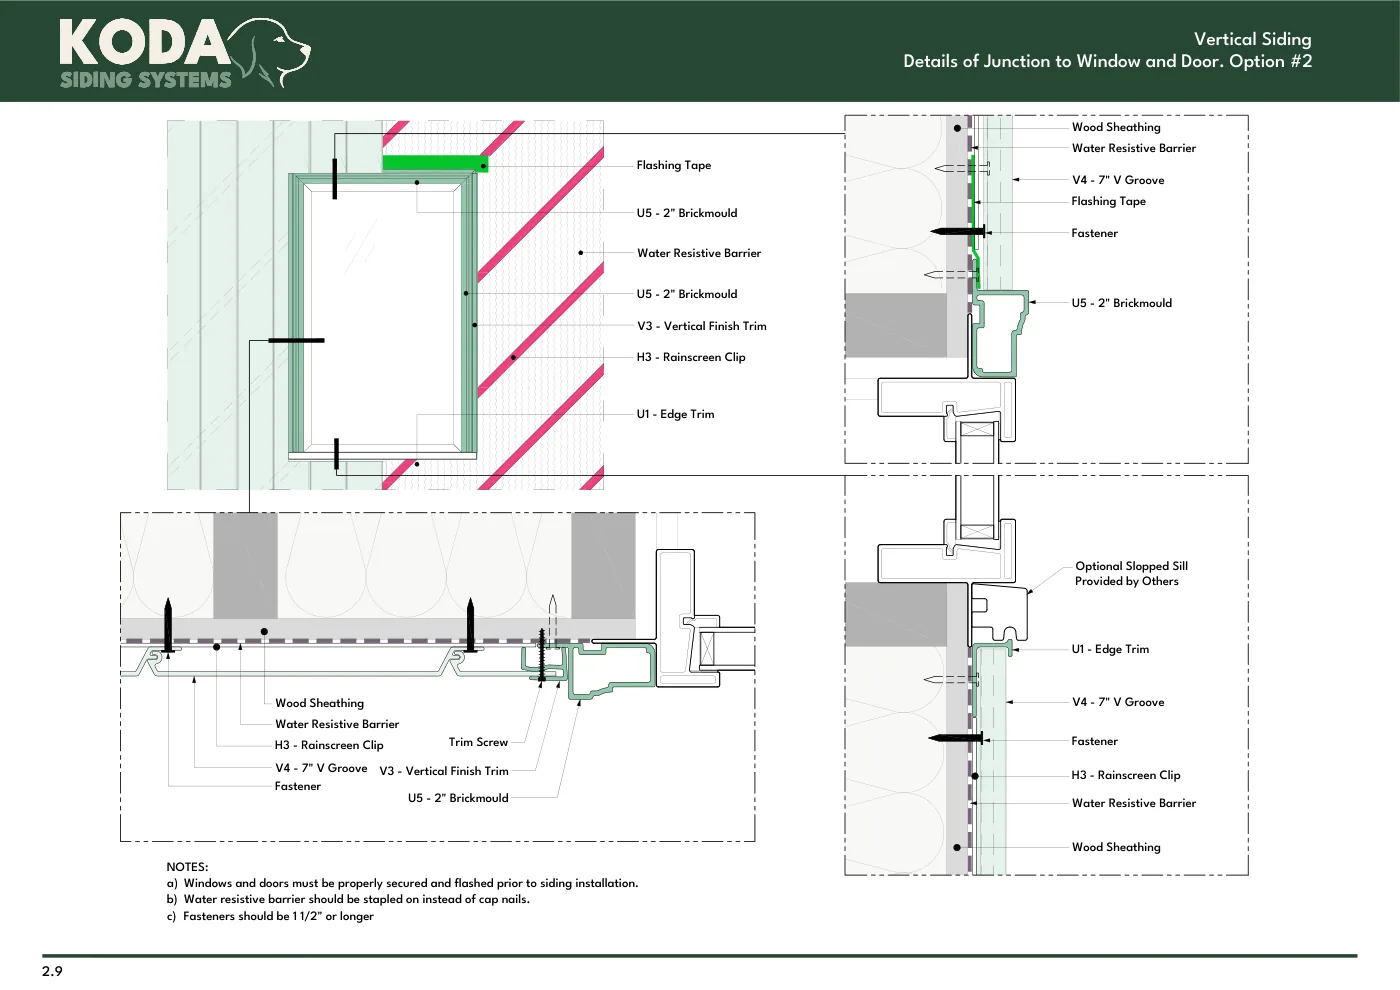 KODA
SIDING SYSTEMS
Vertical Siding
Details of Junction to Window and Door. Option #2
Flashing Tape
U5 - 2" Brickmould
Water Resistive Barrier
U5 - 2" Brickmould
V3 - Vertical Finish Trim
H3 - Rainscreen Clip
U1 - Edge Trim
Wood Sheathing
Water Resistive Barrier
V4 - 7" V Groove
Flashing Tape
Fastener
U5 - 2" Brickmould
Optional Slopped Sill
Provided by Others
U1 - Edge Trim
V4 - 7" V Groove
Fastener
H3 - Rainscreen Clip
Water Resistive Barrier
Wood Sheathing
Wood Sheathing
Water Resistive Barrier
H3 - Rainscreen Clip
V4 - 7" V Groove
Fastener
Trim Screw
V3 - Vertical Finish Trim
U5 - 2" Brickmould
NOTES:
a) Windows and doors must be properly secured and flashed prior to siding installation.
b) Water resistive barrier should be stapled on instead of cap nails.
c) Fasteners should be 1 1/2" or longer
2.9